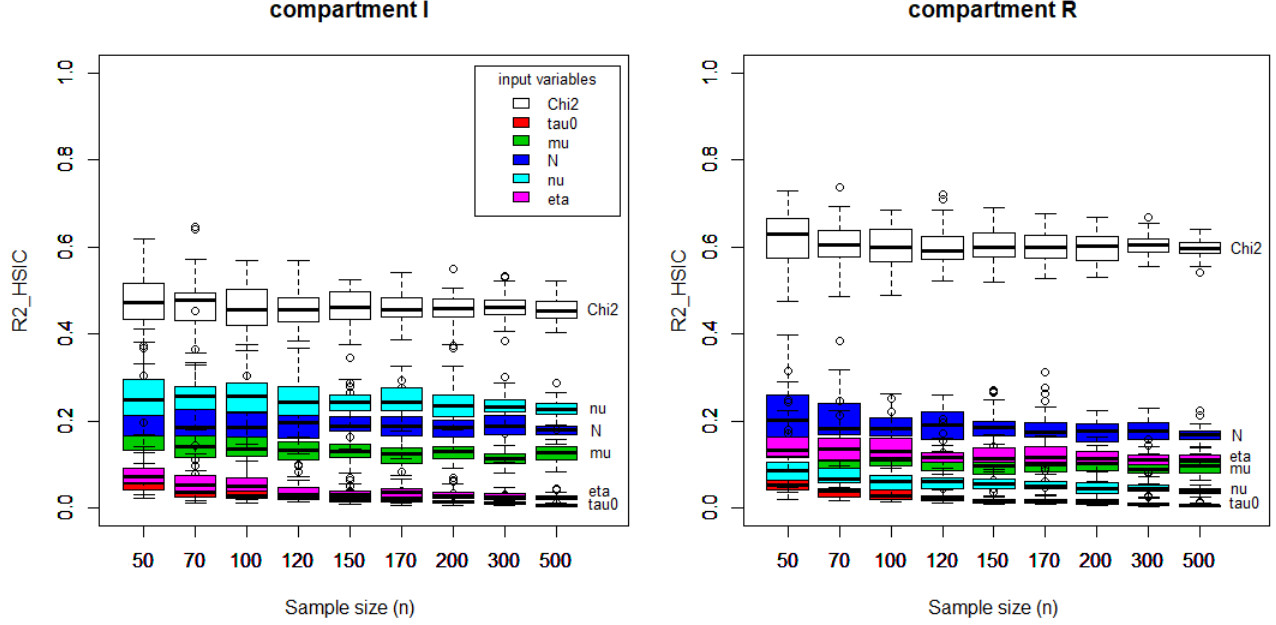 compartment I
R2_HSIC
1.0
0.8
0.6
0.4
0.2
0.0
input variables
Chi2
tau0
mu
N
nu
eta
Chi2
nu
N
mu
eta
tau0
50 70 100 120 150 170 200 300 500
Sample size (n)
compartment R
R2_HSIC
1.0
0.8
0.6
0.4
0.2
0.0
Chi2
N
eta
mu
nu
tau0
50 70 100 120 150 170 200 300 500
Sample size (n)